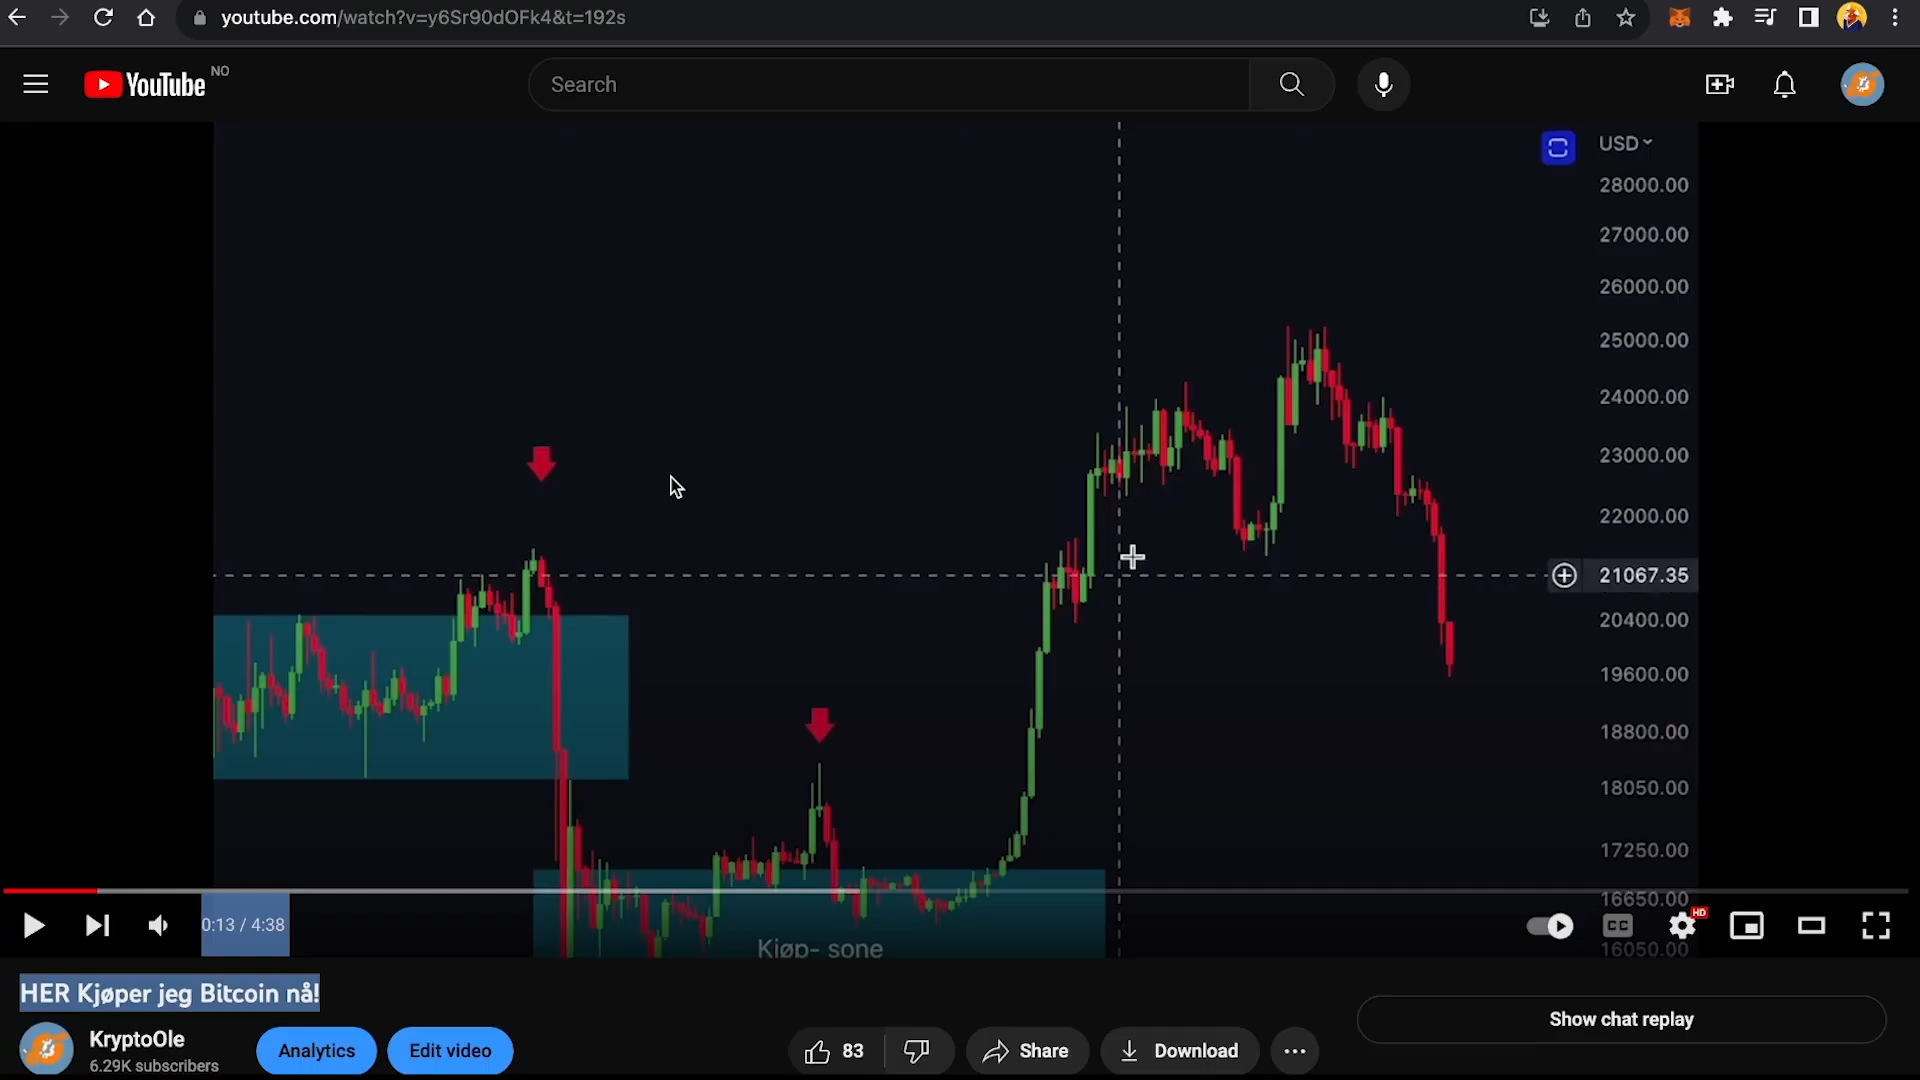 youtube.com/watch?v=y6Sr90dOFk4&t=192s
YouTube NO
Search
USD
28000.00
27000.00
26000.00
25000.00
24000.00
23000.00
22000.00
21067.35
20400.00
19600.00
18800.00
18050.00
17250.00
16650.00
16050.00
Kjøp- sone
0:13 / 4:38
CC
HD
HER Kjøper jeg Bitcoin nå!
KryptoOle
6.29K subscribers
Analytics
Edit video
83
Share
Download
Show chat replay